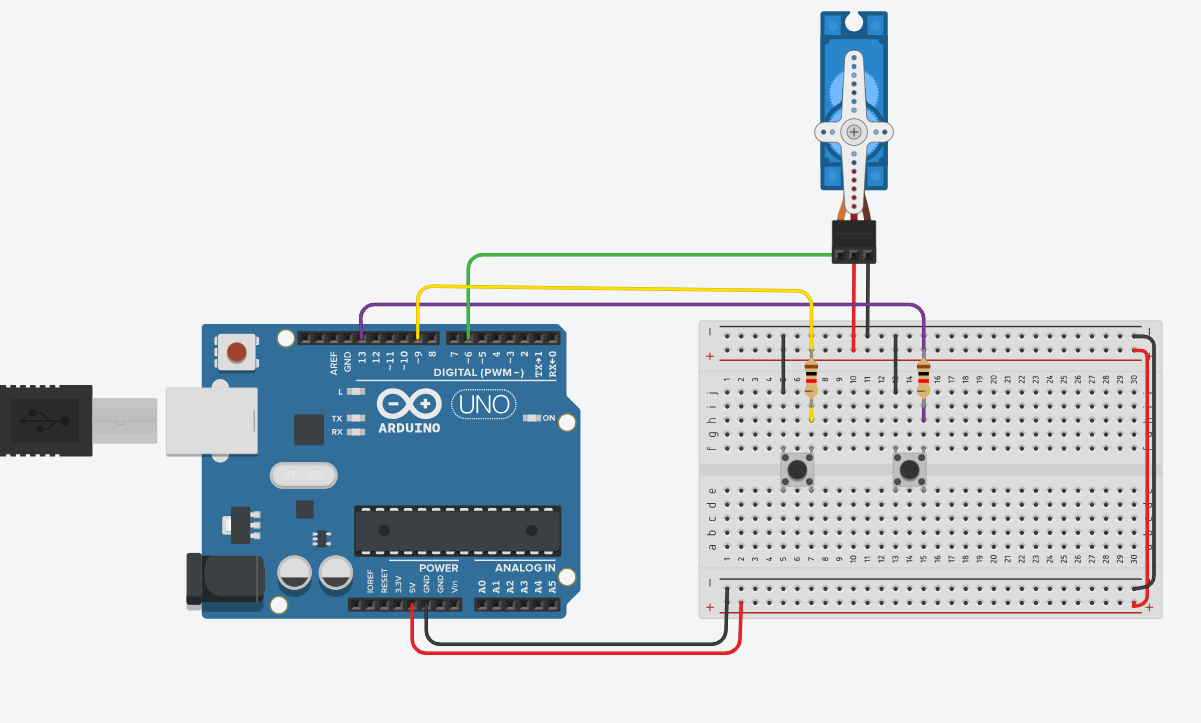 AREF
GND
13
12
~11
~10
~9
8
7
~6
~5
4
~3
2
TX→1
RX←0
DIGITAL (PWM~)
L
TX
RX
ARDUINO
UNO
ON
IOREF
RESET
3.3V
5V
GND
GND
Vin
POWER
ANALOG IN
A0
A1
A2
A3
A4
A5
− −
+ +
1 2 3 4 5 6 7 8 9 10 11 12 13 14 15 16 17 18 19 20 21 22 23 24 25 26 27 28 29 30
j
i
h
g
f
e
d
c
b
a
1 2 3 4 5 6 7 8 9 10 11 12 13 14 15 16 17 18 19 20 21 22 23 24 25 26 27 28 29 30
−
+ +